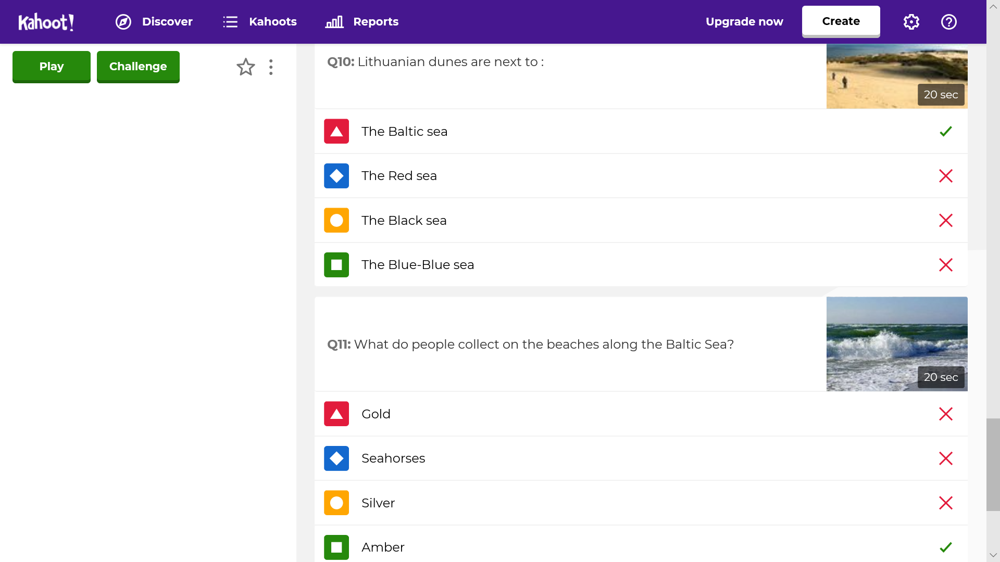 Kahoot! Discover Kahoots Reports Upgrade now Create
Play Challenge
Q10: Lithuanian dunes are next to :
20 sec
The Baltic sea
The Red sea
The Black sea
The Blue-Blue sea
Q11: What do people collect on the beaches along the Baltic Sea?
20 sec
Gold
Seahorses
Silver
Amber